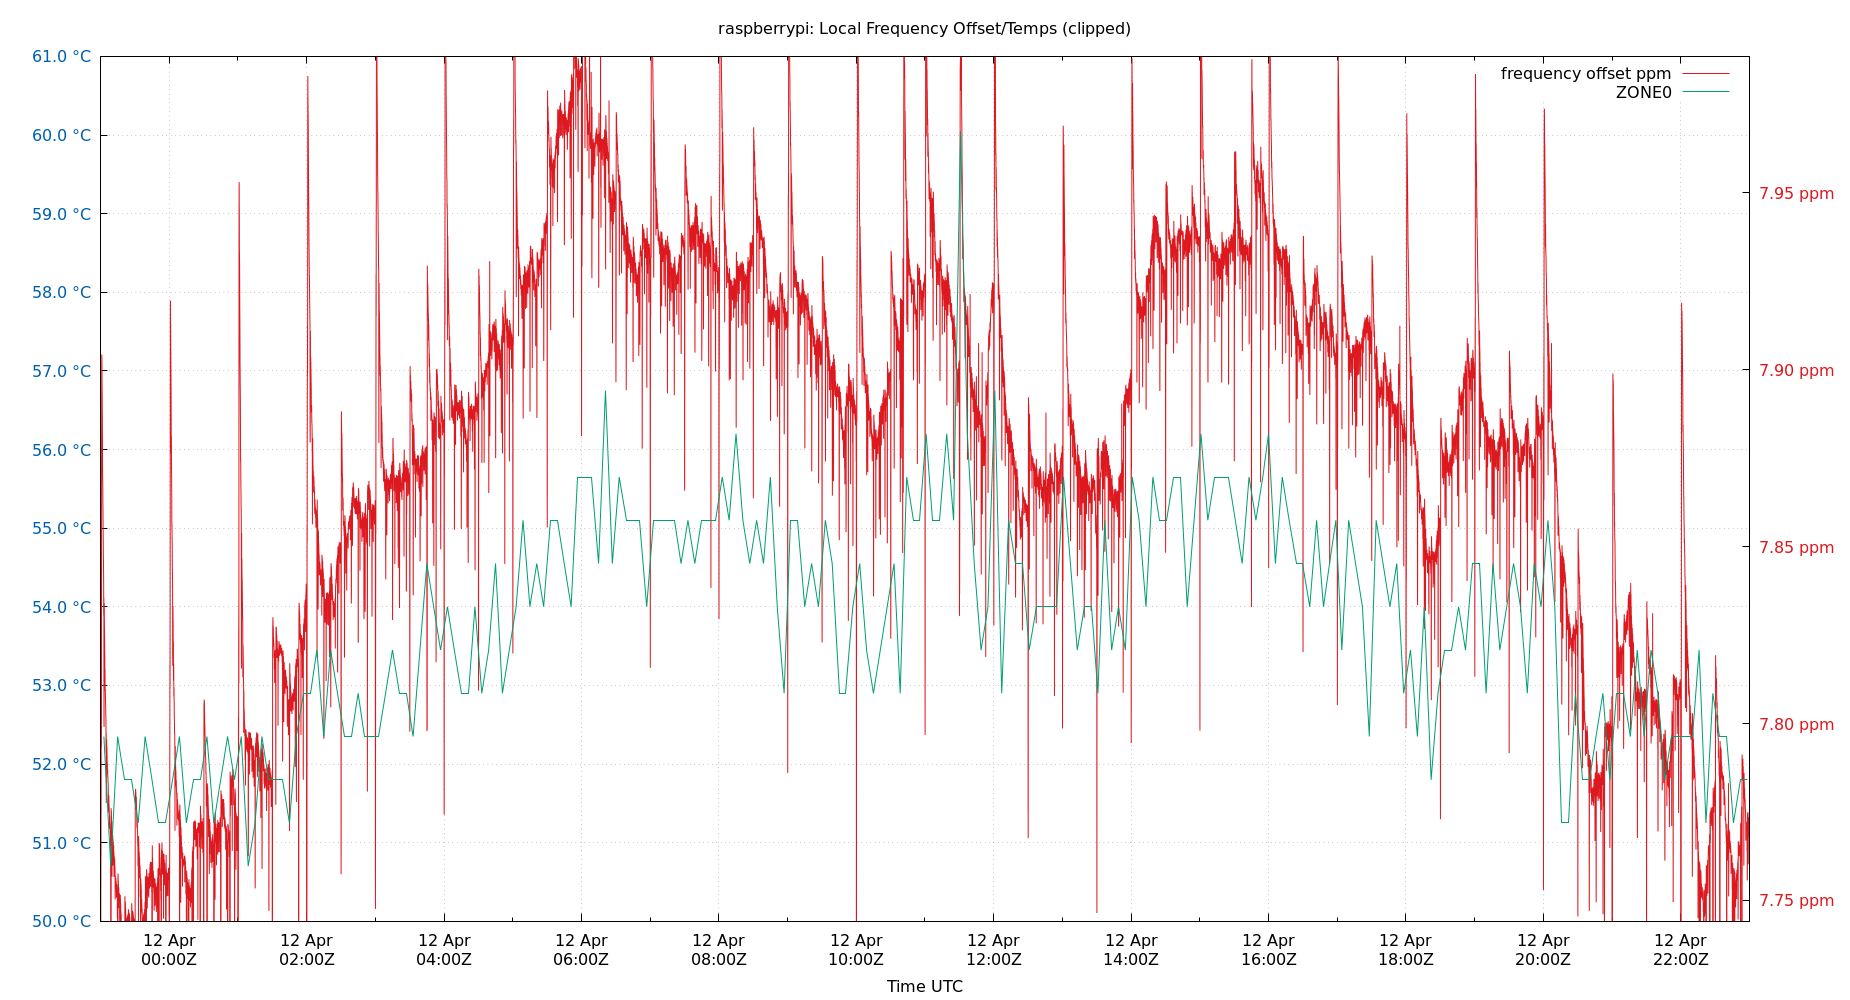 raspberrypi: Local Frequency Offset/Temps (clipped)
frequency offset ppm
ZONE0
61.0 °C
60.0 °C
59.0 °C
58.0 °C
57.0 °C
56.0 °C
55.0 °C
54.0 °C
53.0 °C
52.0 °C
51.0 °C
50.0 °C
7.95 ppm
7.90 ppm
7.85 ppm
7.80 ppm
7.75 ppm
12 Apr 12 Apr 12 Apr 12 Apr 12 Apr 12 Apr 12 Apr 12 Apr 12 Apr 12 Apr 12 Apr 12 Apr
00:00Z 02:00Z 04:00Z 06:00Z 08:00Z 10:00Z 12:00Z 14:00Z 16:00Z 18:00Z 20:00Z 22:00Z
Time UTC